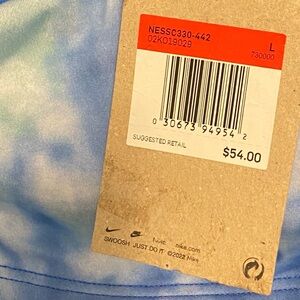 NESSC330-442
02KO19029
L
730000
0 30673 94954 2
SUGGESTED RETAIL
$54.00
nike.com
SWOOSH JUST DO IT ©2022 Nike